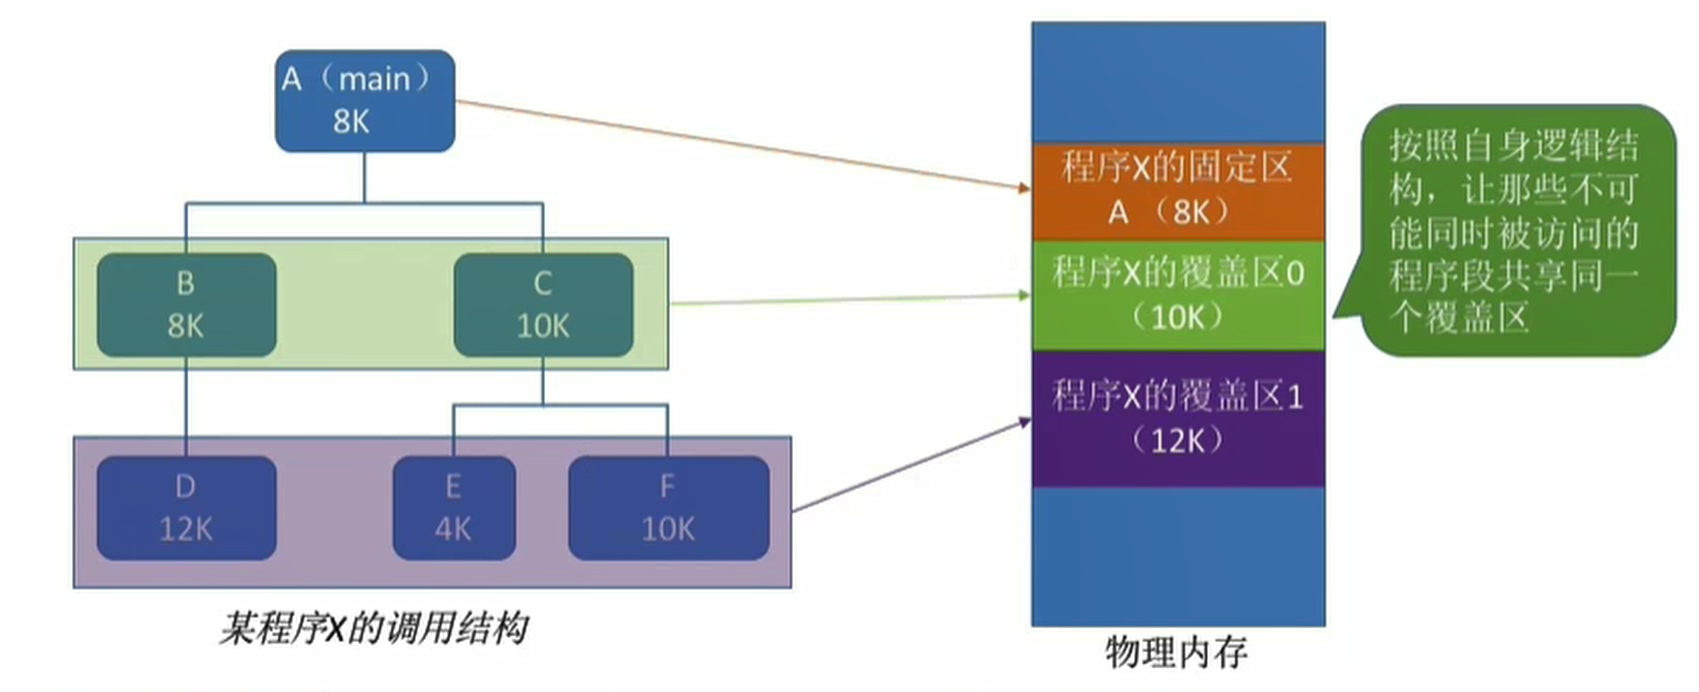 A（main）
8K
B
8K
C
10K
D
12K
E
4K
F
10K
某程序X的调用结构
程序X的固定区
A （8K）
程序X的覆盖区0
（10K）
程序X的覆盖区1
（12K）
物理内存
按照自身逻辑结
构，让那些不可
能同时被访问的
程序段共享同一
个覆盖区